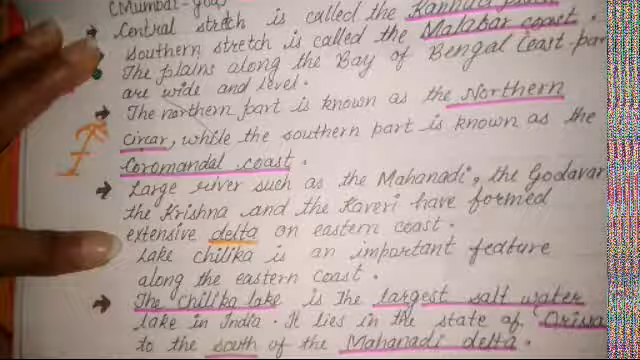 (Mumbai-goa)
Central stretch is called the Kannad plain
Southern stretch is called the Malabar coast.
The plains along the Bay of Bengal Coast par
are wide and level.
The northern part is known as the Northern
Circar, while the southern part is known as the
Coromandal coast.
Large river such as the Mahanadi, the Godavar
the Krishna and the Kaveri have formed
extensive delta on eastern coast.
Lake Chilika is an important feature
along the eastern coast.
The Chilika lake is the largest salt water
lake in India. It lies in the state of Orissa
to the south of the Mahanadi delta.